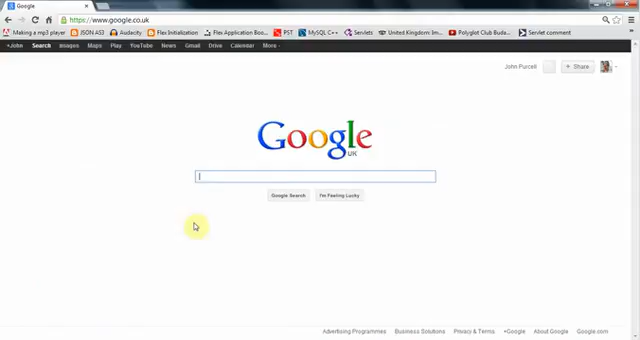 Google
https://www.google.co.uk
Making a mp3 player JSON AS3 Audacity Flex Initialization Flex Application Boo... PST MySQL C++ Servlets United Kingdom: Im Polyglot Club Buda... Servlet comment
+John Search Images Maps Play YouTube News Gmail Drive Calendar More
John Purcell + Share
Google
UK
Google Search I'm Feeling Lucky
Advertising Programmes Business Solutions Privacy & Terms +Google About Google Google.com